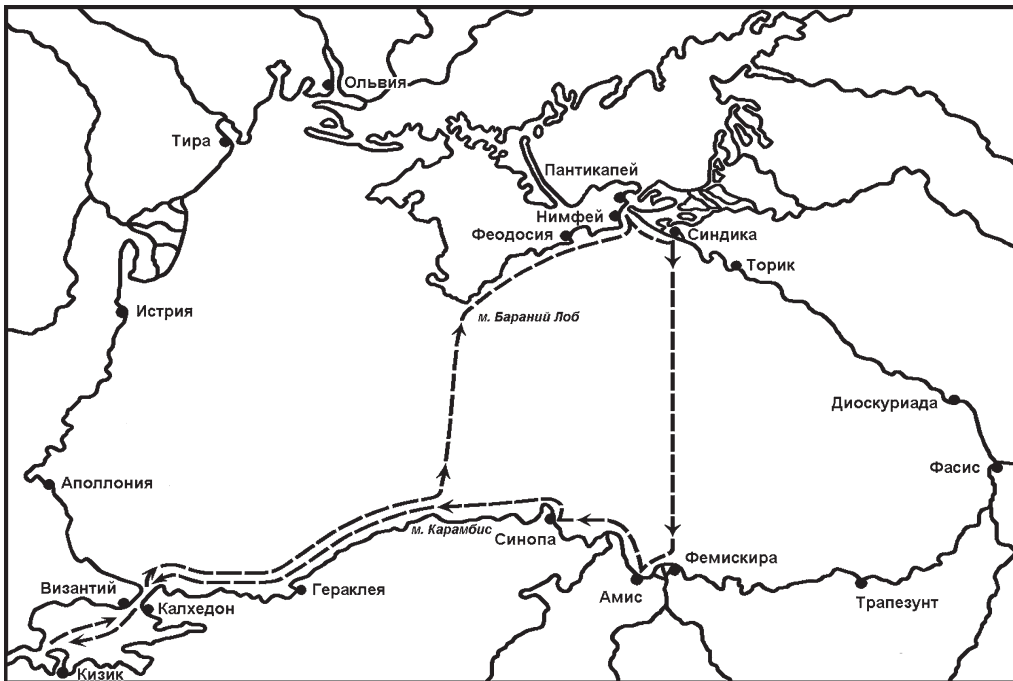 Ольвия
Тира
Пантикапей
Нимфей
Феодосия
Синдика
Торик
Истрия
м. Бараний Лоб
Диоскуриада
Фасис
Аполлония
м. Карамбис
Синопа
Фемискира
Византий
Гераклея
Амис
Трапезунт
Калхедон
Кизик